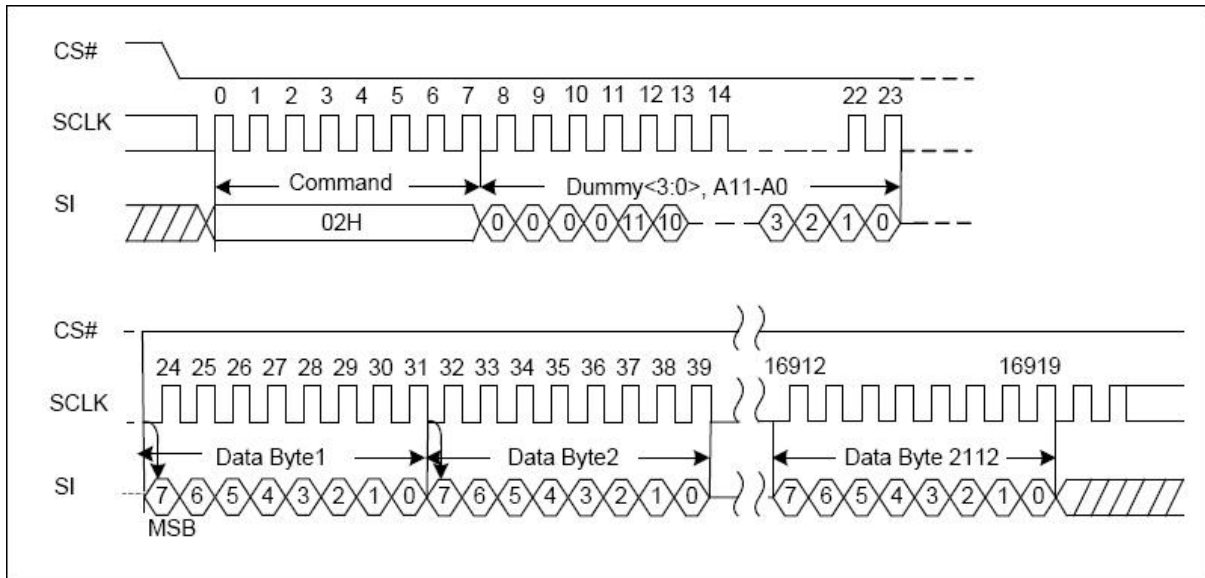 CS#
0 1 2 3 4 5 6 7 8 9 10 11 12 13 14 22 23
SCLK
Command Dummy<3:0>, A11-A0
SI
02H 0 0 0 0 11 10 3 2 1 0
CS#
24 25 26 27 28 29 30 31 32 33 34 35 36 37 38 39 16912 16919
SCLK
Data Byte1 Data Byte2 Data Byte 2112
SI
7 6 5 4 3 2 1 0 7 6 5 4 3 2 1 0 7 6 5 4 3 2 1 0
MSB